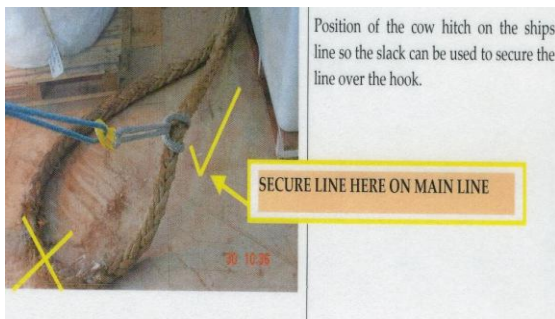 Position of the cow hitch on the ships
line so the slack can be used to secure the
line over the hook.
SECURE LINE HERE ON MAIN LINE
30 10:36